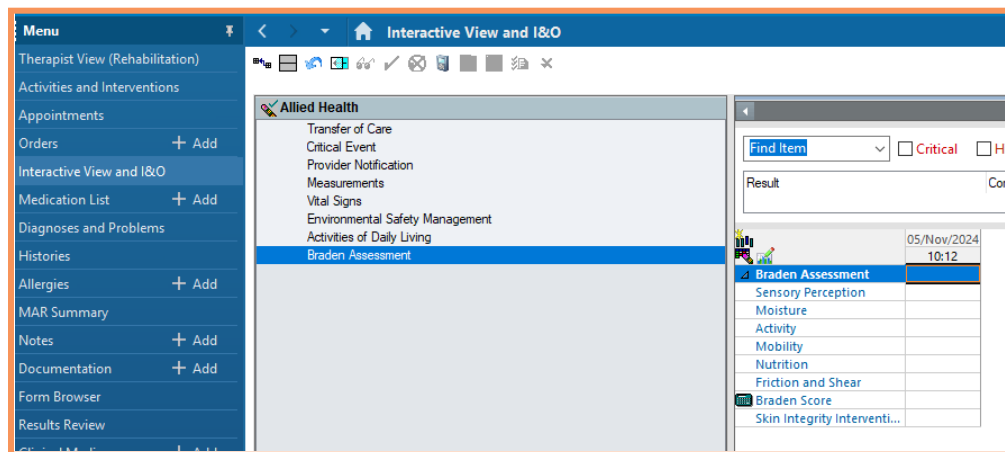 Menu
Therapist View (Rehabilitation)
Activities and Interventions
Appointments
Orders + Add
Interactive View and I&O
Medication List + Add
Diagnoses and Problems
Histories
Allergies + Add
MAR Summary
Notes + Add
Documentation + Add
Form Browser
Results Review
Interactive View and I&O
Allied Health
Transfer of Care
Critical Event
Provider Notification
Measurements
Vital Signs
Environmental Safety Management
Activities of Daily Living
Braden Assessment
Find Item Critical H
Result Cor
05/Nov/2024
10:12
Braden Assessment
Sensory Perception
Moisture
Activity
Mobility
Nutrition
Friction and Shear
Braden Score
Skin Integrity Interventi...